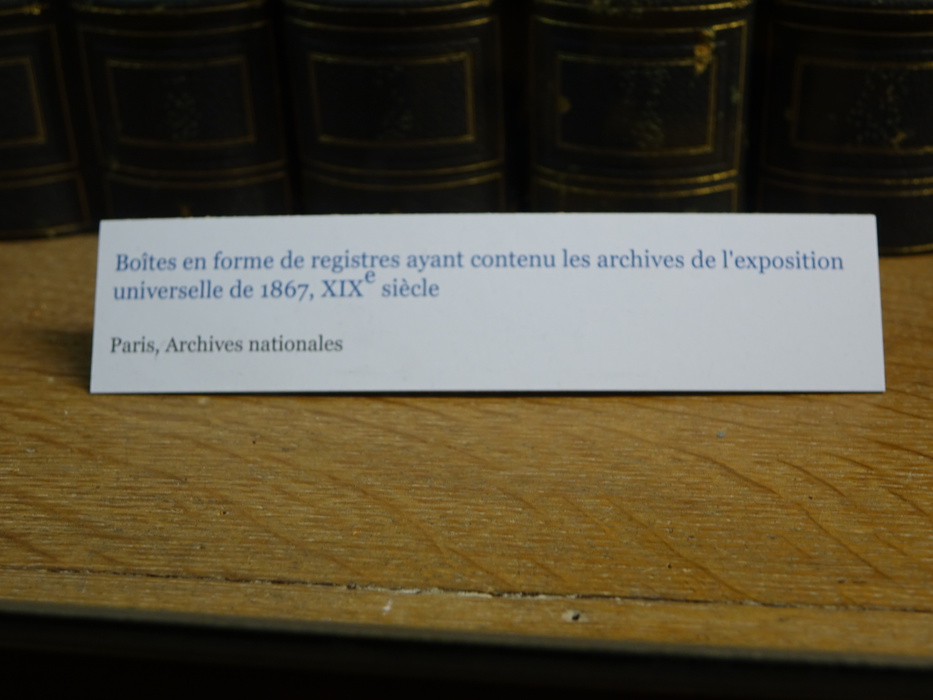 Boîtes en forme de registres ayant contenu les archives de l'exposition
universelle de 1867, XIXe siècle
Paris, Archives nationales